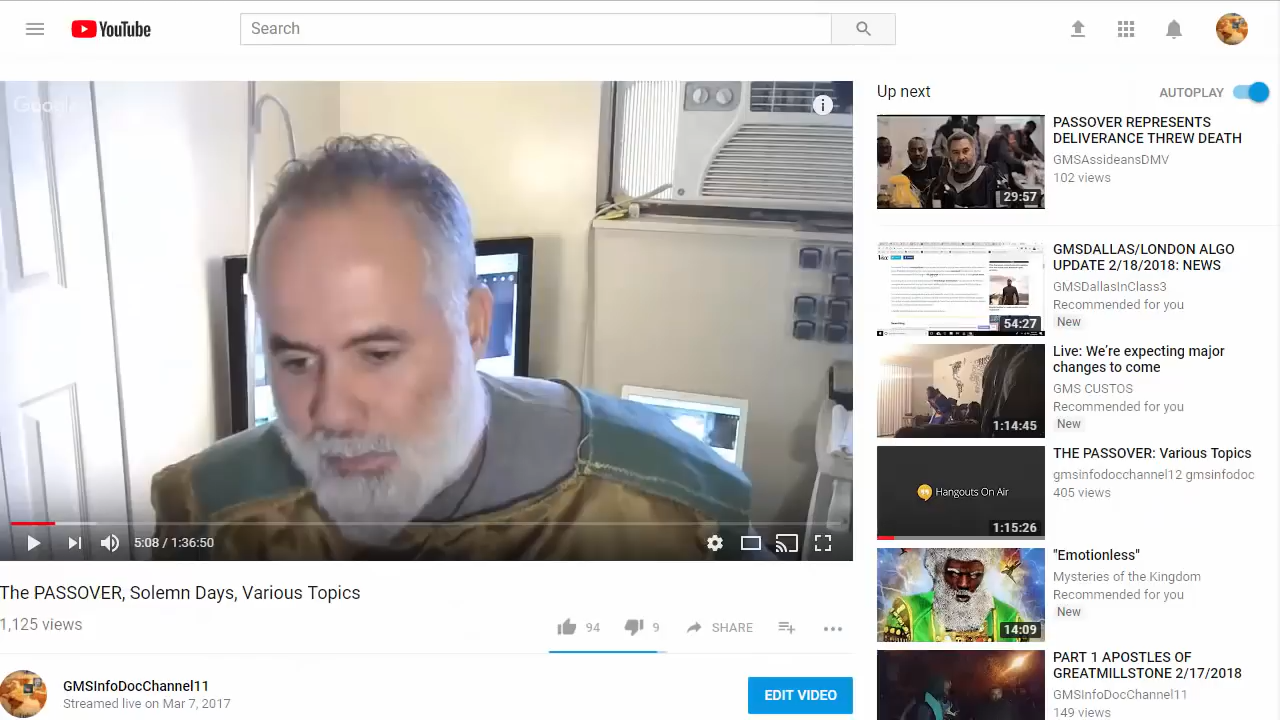 YouTube
Search
The PASSOVER, Solemn Days, Various Topics
5:08 / 1:36:50
1,125 views
94
9
SHARE
GMSInfoDocChannel11
Streamed live on Mar 7, 2017
EDIT VIDEO
Up next
AUTOPLAY
PASSOVER REPRESENTS
DELIVERANCE THREW DEATH
GMSAssideansDMV
102 views
29:57
GMSDALLAS/LONDON ALGO
UPDATE 2/18/2018: NEWS
GMSDallasInClass3
Recommended for you
New
54:27
Live: We're expecting major
changes to come
GMS CUSTOS
Recommended for you
New
1:14:45
THE PASSOVER: Various Topics
gmsinfodocchannel12 gmsinfodoc
405 views
Hangouts On Air
1:15:26
"Emotionless"
Mysteries of the Kingdom
Recommended for you
New
14:09
PART 1 APOSTLES OF
GREATMILLSTONE 2/17/2018
GMSInfoDocChannel11
149 views